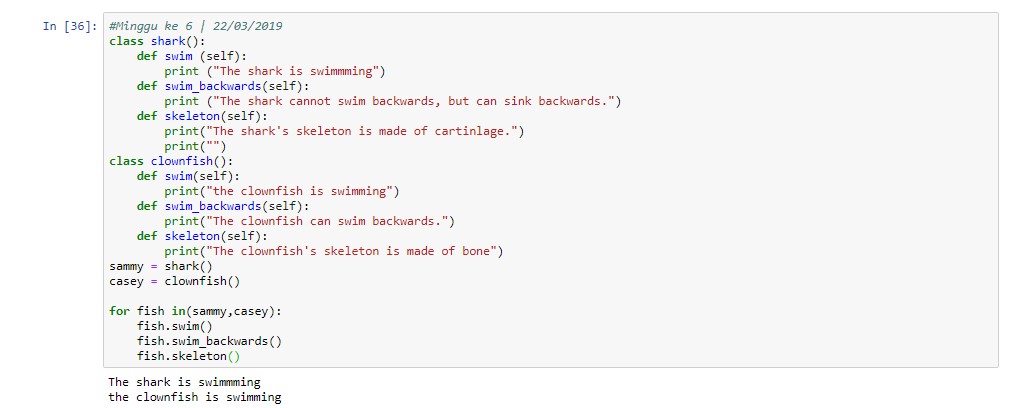 In [36]: #Minggu ke 6 | 22/03/2019
class shark():
    def swim (self):
        print ("The shark is swimmming")
    def swim_backwards(self):
        print ("The shark cannot swim backwards, but can sink backwards.")
    def skeleton(self):
        print("The shark's skeleton is made of cartinlage.")
        print("")
class clownfish():
    def swim(self):
        print("the clownfish is swimming")
    def swim_backwards(self):
        print("The clownfish can swim backwards.")
    def skeleton(self):
        print("The clownfish's skeleton is made of bone")
sammy = shark()
casey = clownfish()

for fish in(sammy,casey):
    fish.swim()
    fish.swim_backwards()
    fish.skeleton()
The shark is swimmming
the clownfish is swimming